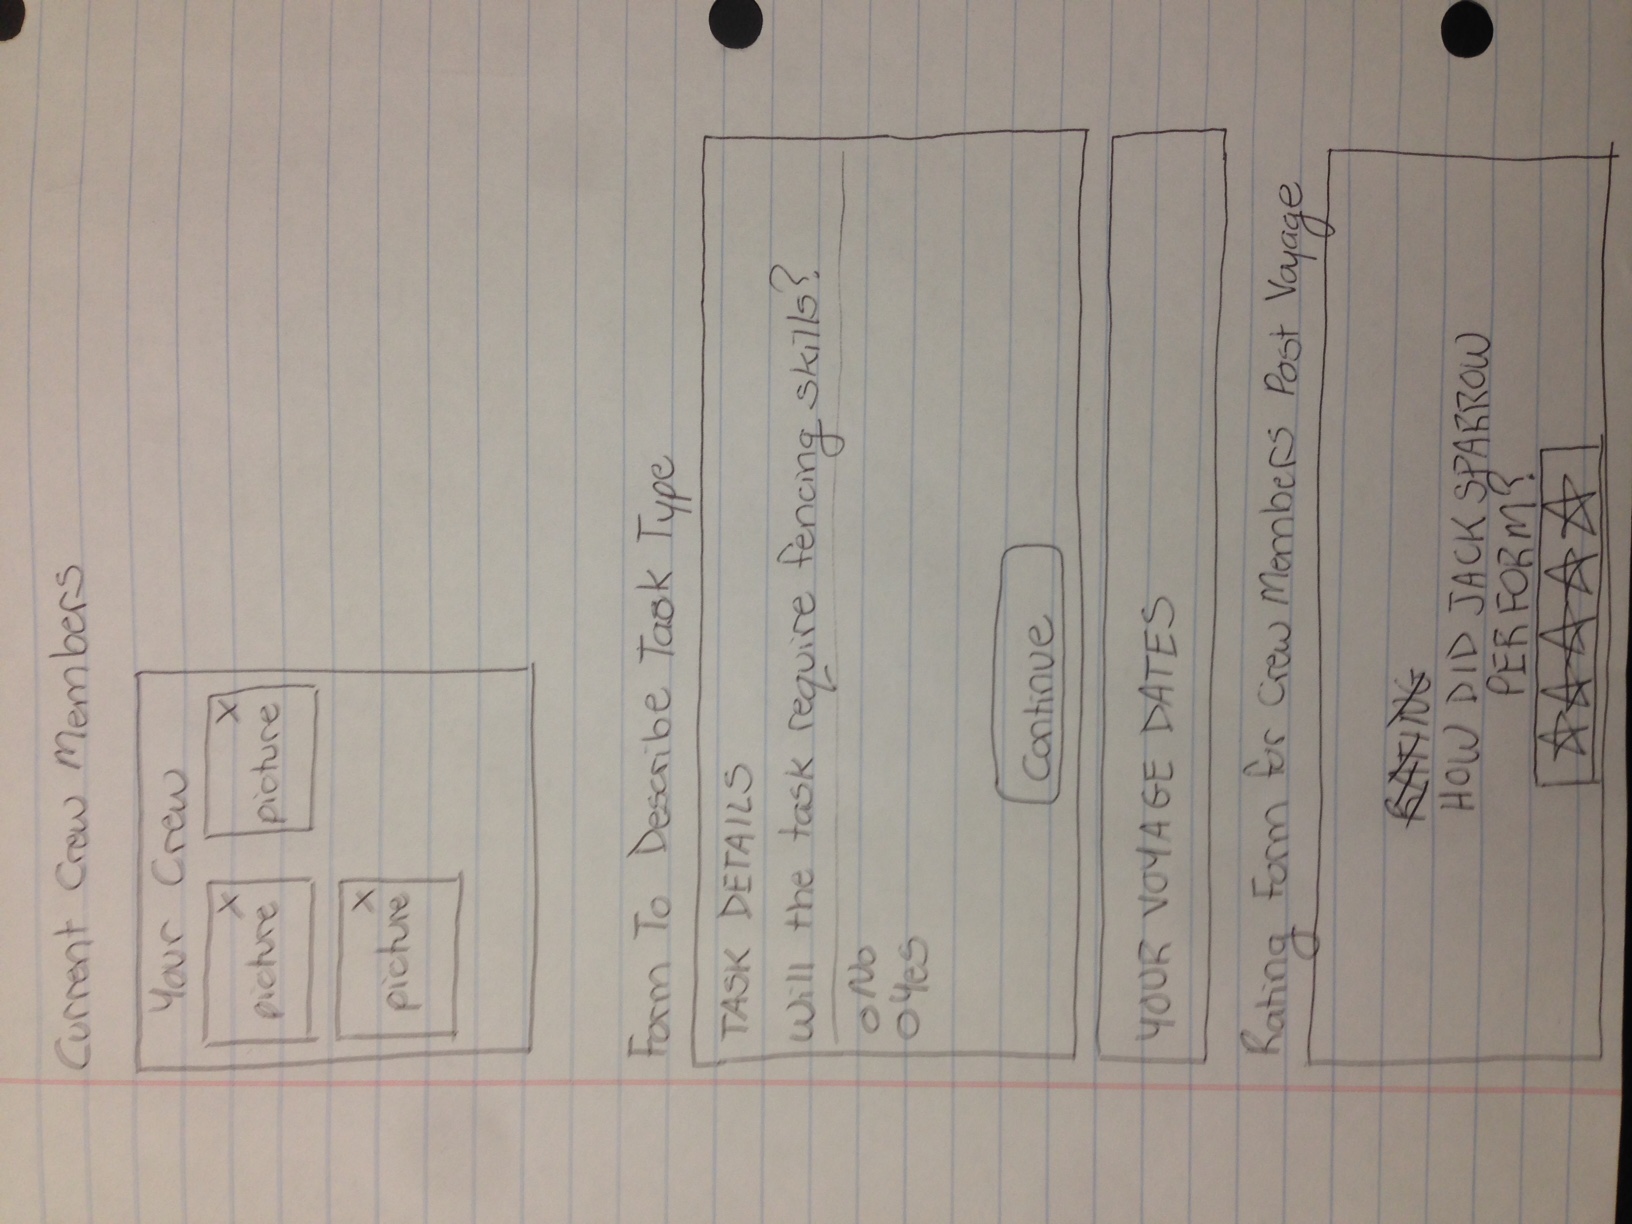 Current Crew Members
Your Crew
X X
picture picture
X
picture
Form To Describe Task Type
TASK DETAILS
Will the task require fencing skills?
No
Yes
Continue
YOUR VOYAGE DATES
Rating Form for Crew Members Post Voyage
RATING
HOW DID JACK SPARROW
PERFORM?